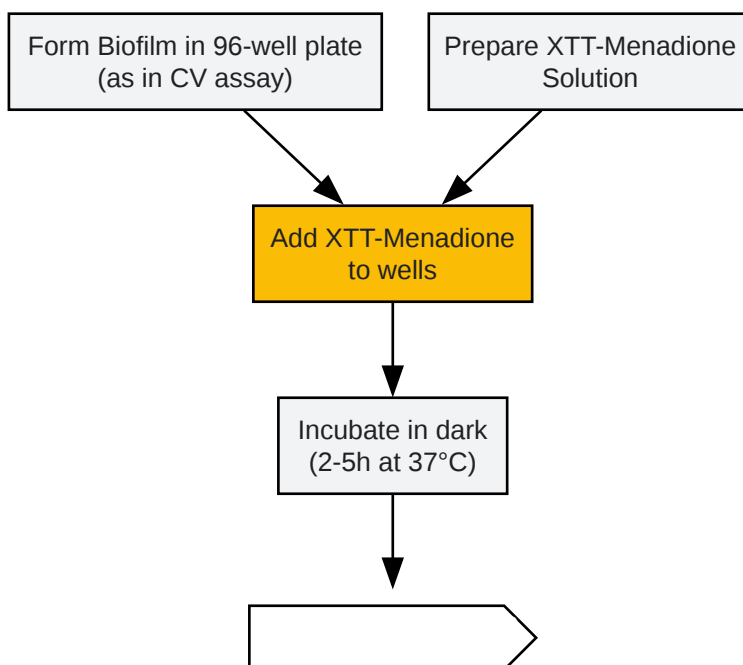 Form Biofilm in 96-well plate
(as in CV assay)
Prepare XTT-Menadione
Solution
Add XTT-Menadione
to wells
Incubate in dark
(2-5h at 37°C)